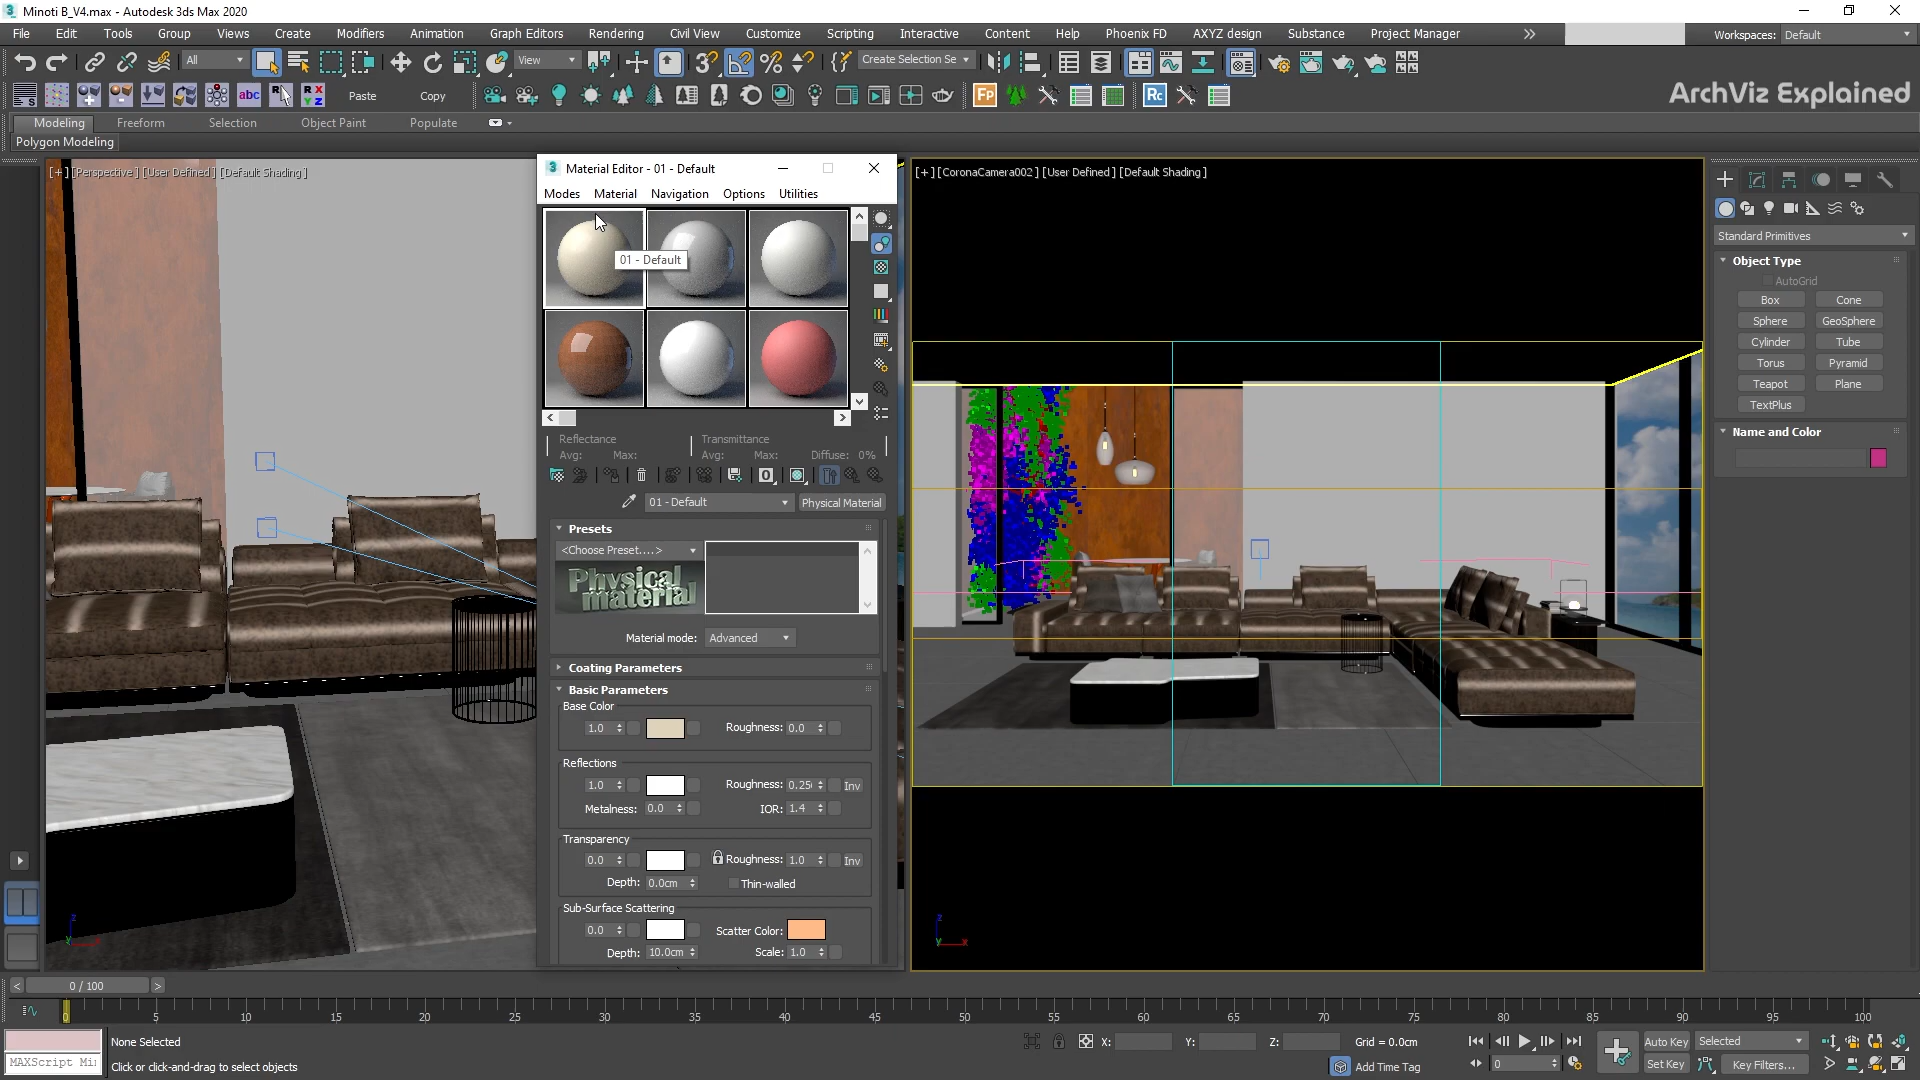 Minoti B_V4.max - Autodesk 3ds Max 2020
File Edit Tools Group Views Create Modifiers Animation Graph Editors Rendering Civil View Customize Scripting Interactive Content Help Phoenix FD AXYZ design Substance Project Manager Workspaces: Default
All View Create Selection Se
abc R X Y Z Paste Copy Fp Rc
ArchViz Explained
Modeling Freeform Selection Object Paint Populate
Polygon Modeling
[+] [Perspective] [User Defined] [Default Shading]
Material Editor - 01 - Default
Modes Material Navigation Options Utilities
01 - Default
Reflectance Transmittance
Avg: Max: Avg: Max: Diffuse: 0%
01 - Default Physical Material
Presets
<Choose Preset....>
Physical material
Material mode: Advanced
Coating Parameters
Basic Parameters
Base Color
1.0 Roughness: 0.0
Reflections
1.0 Roughness: 0.25 Inv
Metalness: 0.0 IOR: 1.4
Transparency
0.0 Roughness: 1.0 Inv
Depth: 0.0cm Thin-walled
Sub-Surface Scattering
0.0 Scatter Color:
Depth: 10.0cm Scale: 1.0
[+] [CoronaCamera002] [User Defined] [Default Shading]
Standard Primitives
Object Type
AutoGrid
Box Cone
Sphere GeoSphere
Cylinder Tube
Torus Pyramid
Teapot Plane
TextPlus
Name and Color
0 / 100
0 5 10 15 20 25 30 35 40 45 50 55 60 65 70 75 80 85 90 95 100
None Selected X: Y: Z: Grid = 0.0cm Auto Key Selected
MAXScript Mi Click or click-and-drag to select objects Add Time Tag 0 Set Key Key Filters...